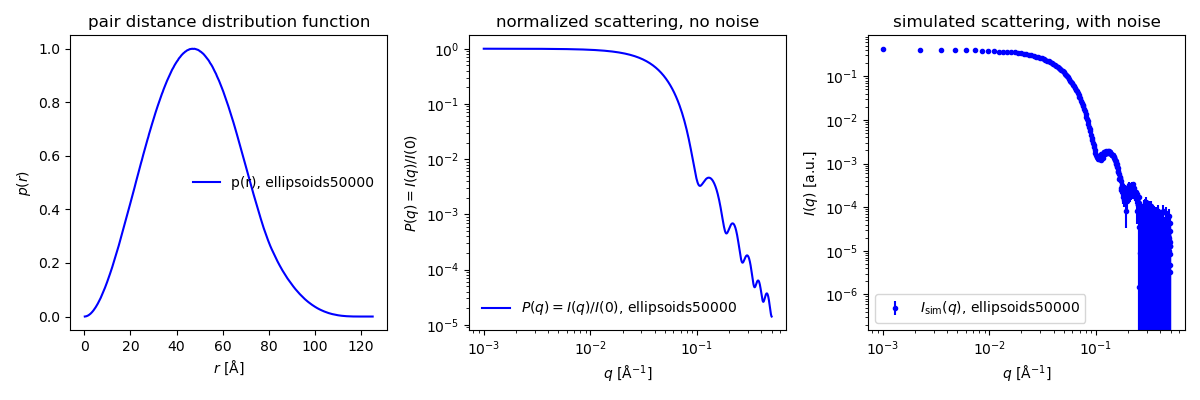 pair distance distribution function
1.0
0.8
0.6
0.4
0.2
0.0
p(r)
p(r), ellipsoids50000
0 20 40 60 80 100 120
r [Å]
normalized scattering, no noise
10⁰
10⁻¹
10⁻²
10⁻³
10⁻⁴
10⁻⁵
P(q) = I(q)/I(0)
P(q) = I(q)/I(0), ellipsoids50000
10⁻³ 10⁻² 10⁻¹
q [Å⁻¹]
simulated scattering, with noise
10⁻¹
10⁻²
10⁻³
10⁻⁴
10⁻⁵
10⁻⁶
I(q) [a.u.]
I_sim(q), ellipsoids50000
10⁻³ 10⁻² 10⁻¹
q [Å⁻¹]